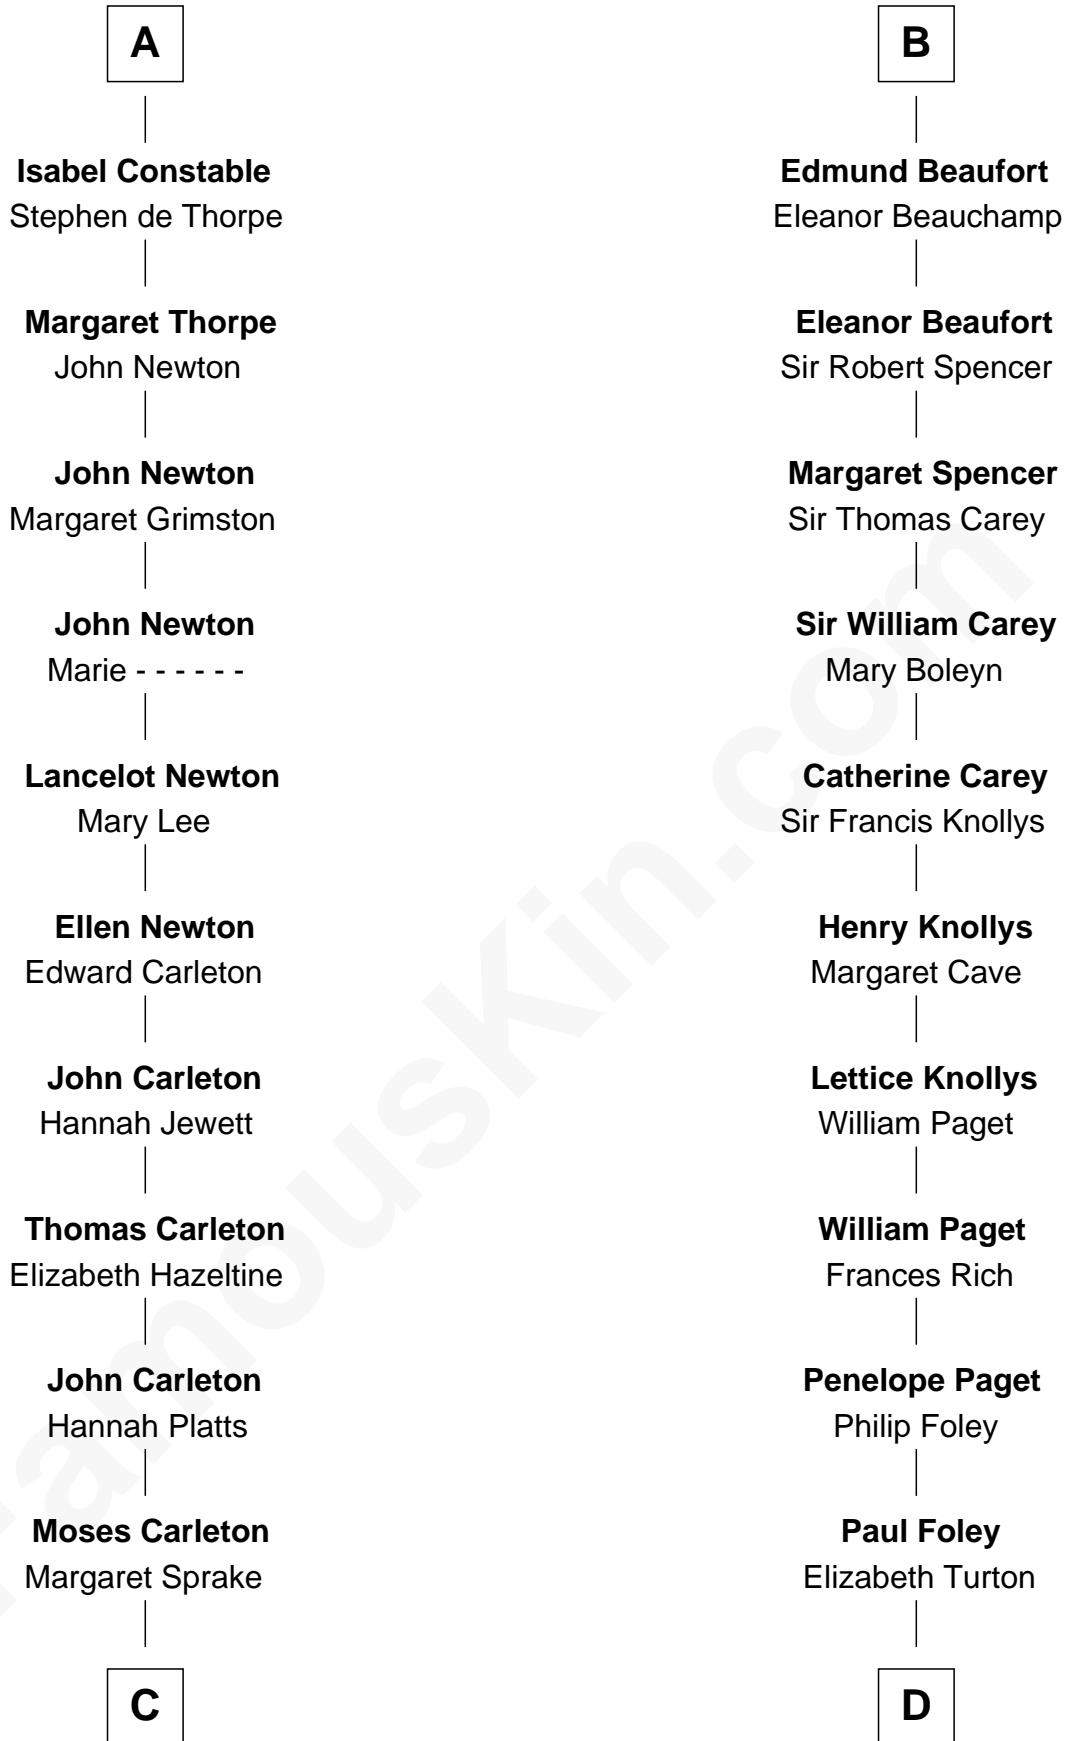 A
Isabel Constable
Stephen de Thorpe
Margaret Thorpe
John Newton
John Newton
Margaret Grimston
John Newton
Marie - - - - - -
Lancelot Newton
Mary Lee
Ellen Newton
Edward Carleton
John Carleton
Hannah Jewett
Thomas Carleton
Elizabeth Hazeltine
John Carleton
Hannah Platts
Moses Carleton
Margaret Sprake
C
B
Edmund Beaufort
Eleanor Beauchamp
Eleanor Beaufort
Sir Robert Spencer
Margaret Spencer
Sir Thomas Carey
Sir William Carey
Mary Boleyn
Catherine Carey
Sir Francis Knollys
Henry Knollys
Margaret Cave
Lettice Knollys
William Paget
William Paget
Frances Rich
Penelope Paget
Philip Foley
Paul Foley
Elizabeth Turton
D
FamousKin.com